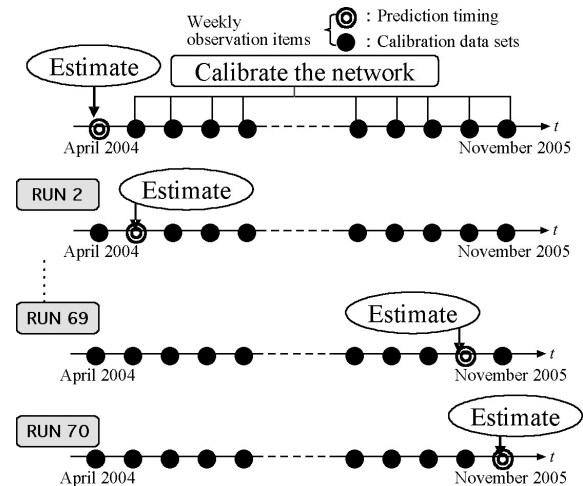 Weekly
observation items
: Prediction timing
: Calibration data sets
Estimate
Calibrate the network
t
April 2004
November 2005
RUN 2
Estimate
t
April 2004
November 2005
RUN 69
Estimate
t
April 2004
November 2005
RUN 70
Estimate
t
April 2004
November 2005